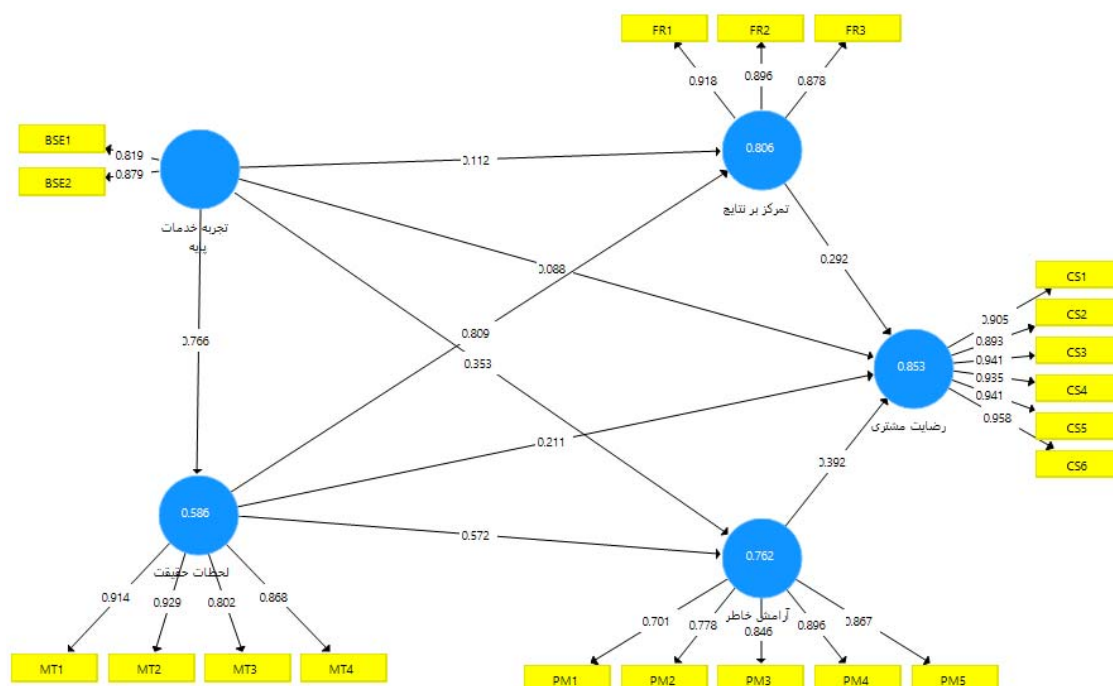 FR1 FR2 FR3
0.918 0.896 0.878
BSE1
0.819
BSE2
0.879
0.806
0.112
تمرکز بر نتایج
تجربه خدمات
پایه
0.292
0.088
CS1
0.905
CS2
0.893
CS3
0.941
0.853
0.935
CS4
0.941
CS5
0.958
CS6
رضایت مشتری
0.766
0.809
0.353
0.211
0.392
0.586
0.572
0.762
لحظات حقیقت
آرامش خاطر
0.914 0.929 0.802 0.868
0.701 0.778 0.846 0.896 0.867
MT1 MT2 MT3 MT4
PM1 PM2 PM3 PM4 PM5